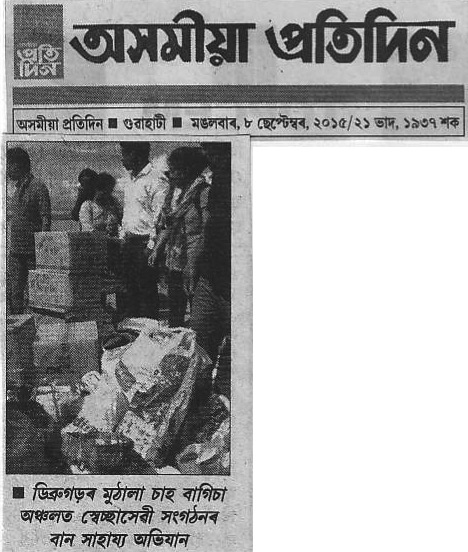 প্ৰতি
দিন
অসমীয়া প্ৰতিদিন
অসমীয়া প্ৰতিদিন ■ গুৱাহাটী ■ মঙলবাৰ, ৮ ছেপ্টেম্বৰ, ২০১৫/২১ ভাদ, ১৯৩৭ শক
■ ডিব্ৰুগড়ৰ মুঠালা চাহ বাগিচা
অঞ্চলত স্বেচ্ছাসেৱী সংগঠনৰ
বান সাহায্য অভিযান